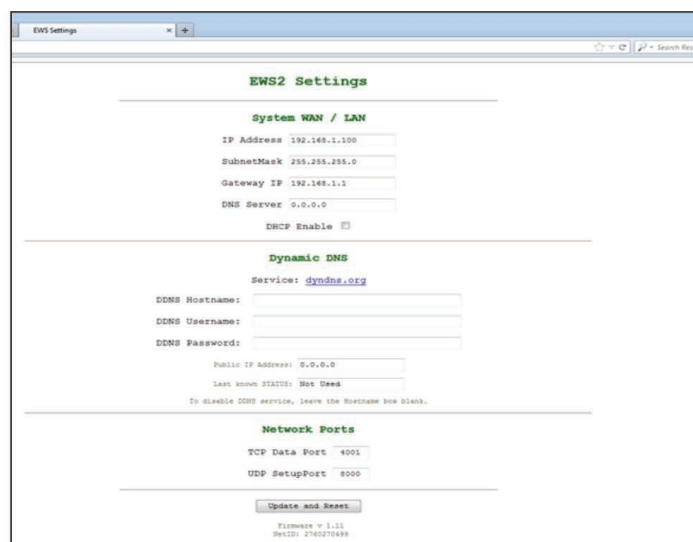 EWS Settings
Search Res
EWS2 Settings
System WAN / LAN
IP Address 192.168.1.100
SubnetMask 255.255.255.0
Gateway IP 192.168.1.1
DNS Server 0.0.0.0
DHCP Enable
Dynamic DNS
Service: dyndns.org
DDNS Hostname:
DDNS Username:
DDNS Password:
Public IP Address: 0.0.0.0
Last known STATUS: Not Used
To disable DDNS service, leave the Hostname box blank.
Network Ports
TCP Data Port 4001
UDP SetupPort 8000
Update and Reset
Firmware v 1.11
NetID: 2760270499